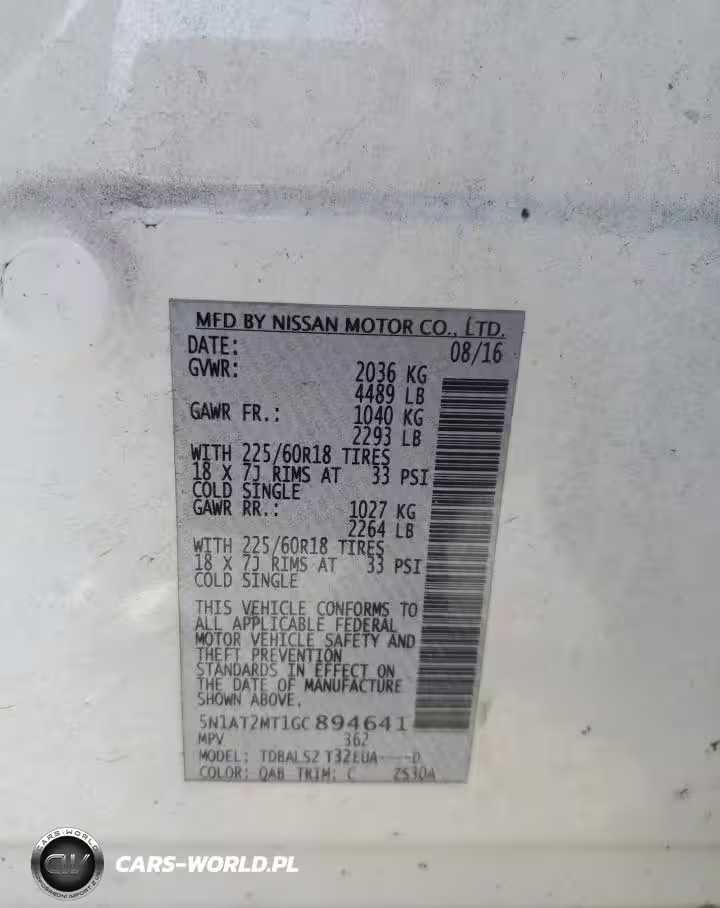 MFD BY NISSAN MOTOR CO., LTD.
DATE: 08/16
GVWR: 2036 KG
4489 LB
GAWR FR.: 1040 KG
2293 LB
WITH 225/60R18 TIRES
18 X 7J RIMS AT 33 PSI
COLD SINGLE
GAWR RR.: 1027 KG
2264 LB
WITH 225/60R18 TIRES
18 X 7J RIMS AT 33 PSI
COLD SINGLE
THIS VEHICLE CONFORMS TO
ALL APPLICABLE FEDERAL
MOTOR VEHICLE SAFETY AND
THEFT PREVENTION
STANDARDS IN EFFECT ON
THE DATE OF MANUFACTURE
SHOWN ABOVE.
5N1AT2MT1GC894641
MPV 362
MODEL: TDBALS2 T32EUA----D
COLOR: QAB TRIM: C ZS30A
CARS-WORLD
CW
CARS-WORLD.PL